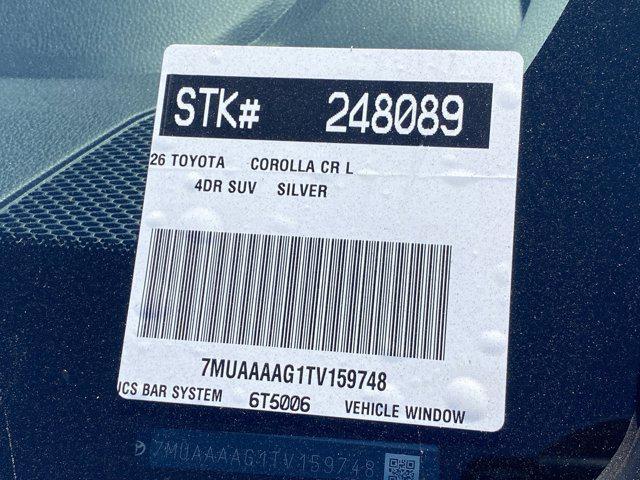 STK# 248089
26 TOYOTA COROLLA CR L
4DR SUV SILVER
7MUAAAAG1TV159748
ICS BAR SYSTEM 6T5006 VEHICLE WINDOW
7MUAAAAG1TV159748